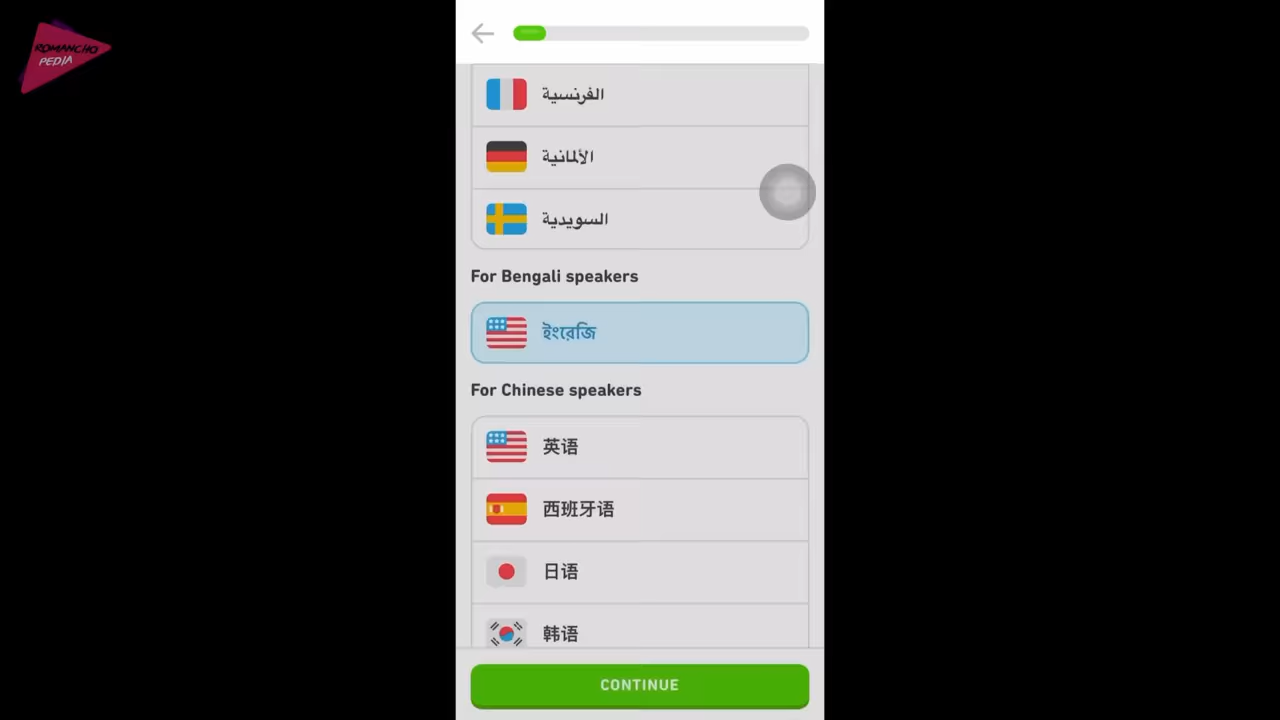 ROMANCHO
PEDIA
الفرنسية
الألمانية
السويدية
For Bengali speakers
ইংরেজি
For Chinese speakers
英语
西班牙语
日语
韩语
CONTINUE